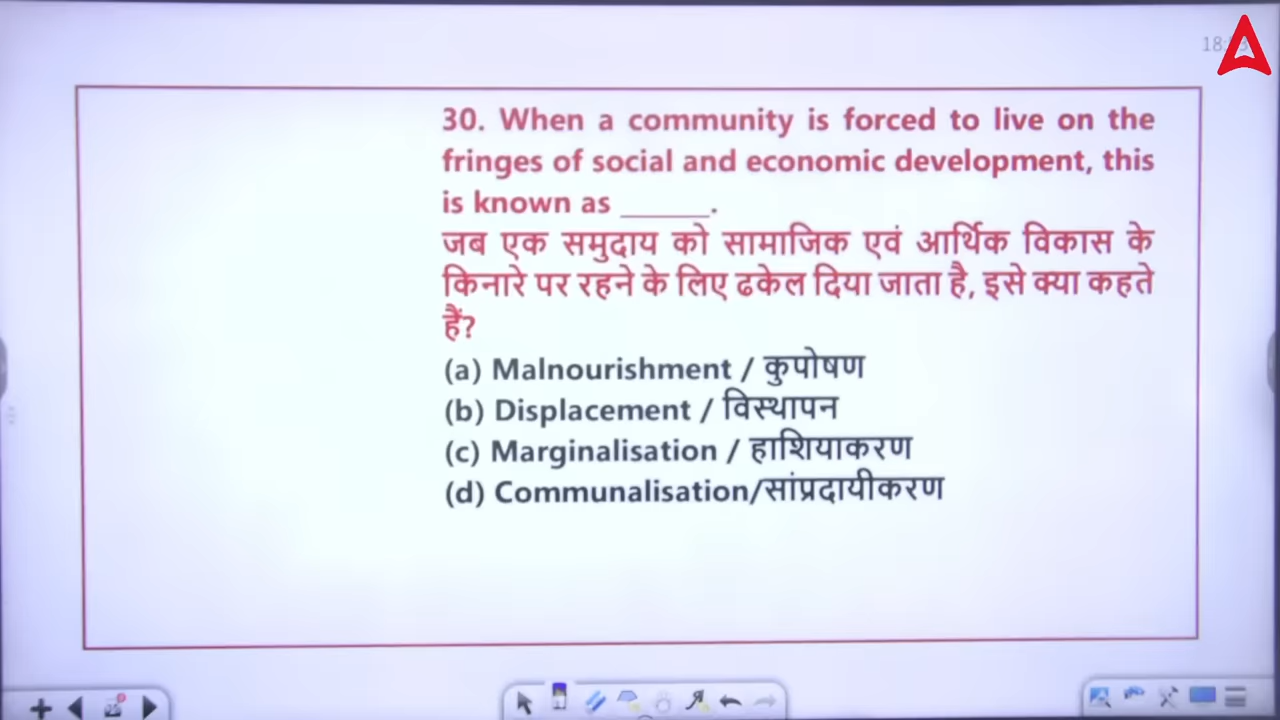 30. When a community is forced to live on the
fringes of social and economic development, this
is known as ______.
जब एक समुदाय को सामाजिक एवं आर्थिक विकास के
किनारे पर रहने के लिए ढकेल दिया जाता है, इसे क्या कहते
हैं?
(a) Malnourishment / कुपोषण
(b) Displacement / विस्थापन
(c) Marginalisation / हाशियाकरण
(d) Communalisation/सांप्रदायीकरण